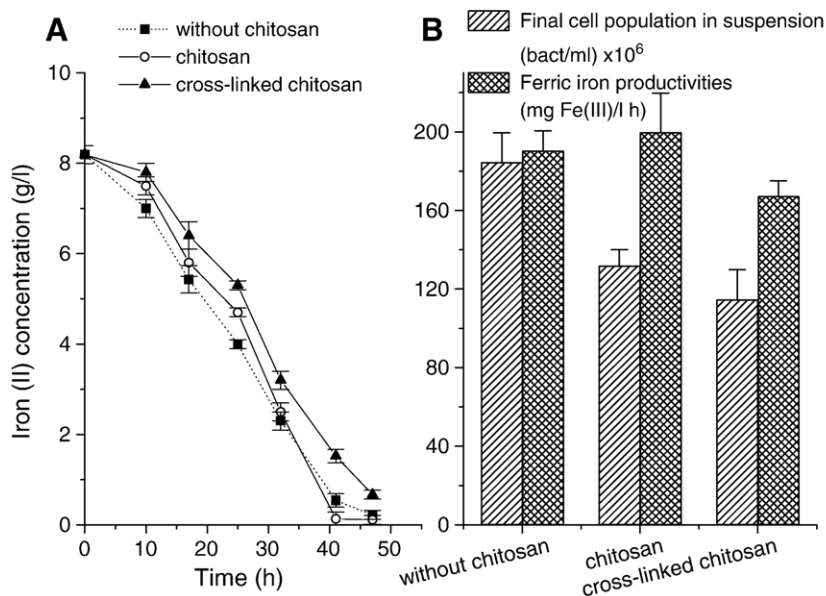 A
without chitosan
chitosan
cross-linked chitosan
10
8
6
4
2
0
Iron (II) concentration (g/l)
0 10 20 30 40 50
Time (h)
B
Final cell population in suspension
(bact/ml) x10⁶
Ferric iron productivities
(mg Fe(III)/l h)
200
160
120
80
40
0
without chitosan
chitosan
cross-linked chitosan